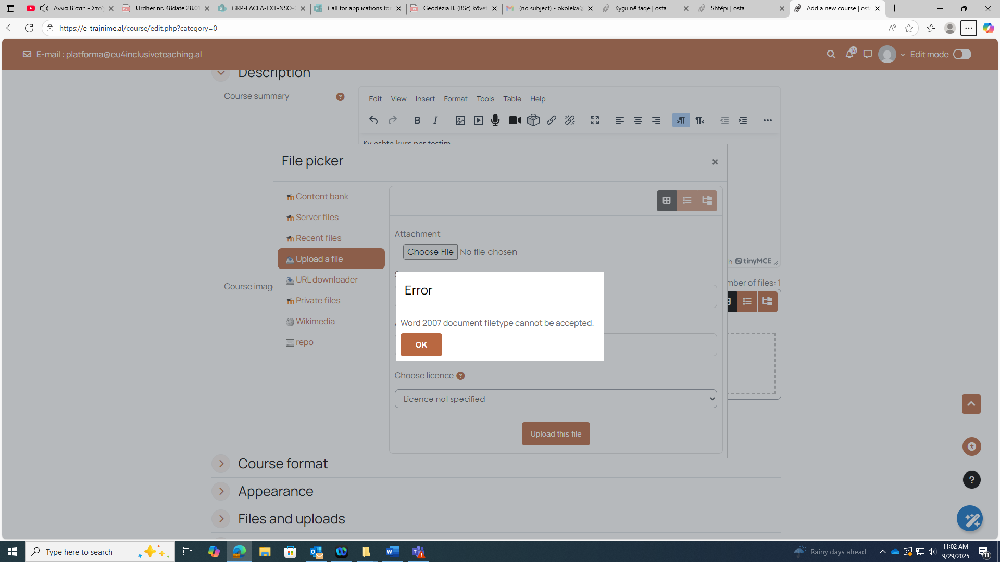 Άννα Βίσση - Στο
Urdher nr. 48date 28.0
GRP-EACEA-EXT-NSO-
Call for applications for
Geodézia II. (BSc) követ
(no subject) - okoleka@
Kyçu në faqe | osfa
Shtëpi | osfa
Add a new course | osf
https://e-trajnime.al/course/edit.php?category=0
E-mail : platforma@eu4inclusiveteaching.al
14
Edit mode
Description
Course summary
Edit View Insert Format Tools Table Help
Ky eshte kurs per testim
File picker
Content bank
Server files
Recent files
Upload a file
URL downloader
Private files
Wikimedia
repo
Attachment
Choose File No file chosen
tinyMCE
Course imag
mber of files: 1
Error
Word 2007 document filetype cannot be accepted.
OK
Choose licence
Licence not specified
Upload this file
Course format
Appearance
Files and uploads
Type here to search
Rainy days ahead
11:02 AM
9/29/2025
11